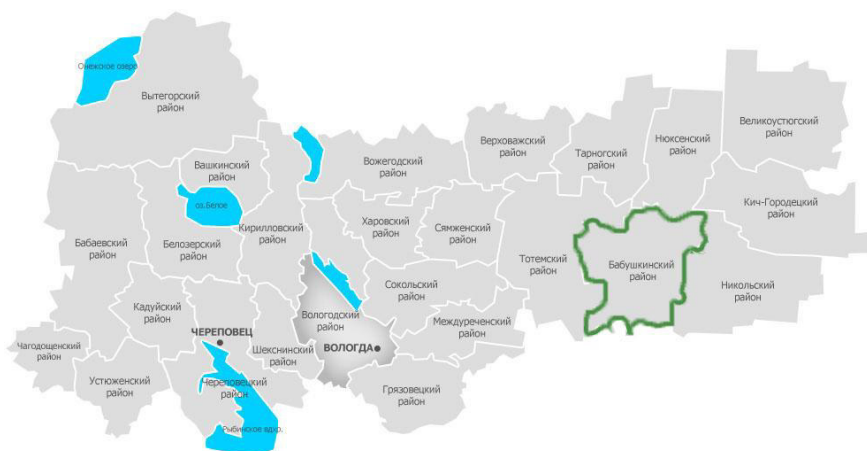 Онежское озеро
Вытегорский
район
Великоустюгский
район
Нюксенский
район
Верховажский
район
Тарногский
район
Вожегодский
район
Вашкинский
район
оз.Белое
Кич-Городецкий
район
Харовский
район
Сямженский
район
Кирилловский
район
Бабаевский
район
Белозерский
район
Тотемский
район
Бабушкинский
район
Никольский
район
Сокольский
район
Кадуйский
район
Вологодский
район
Междуреченский
район
ЧЕРЕПОВЕЦ
Чагодощенский
район
Шекснинский
район
ВОЛОГДА
Устюженский
район
Череповецкий
район
Грязовецкий
район
Рыбинское вдхр.